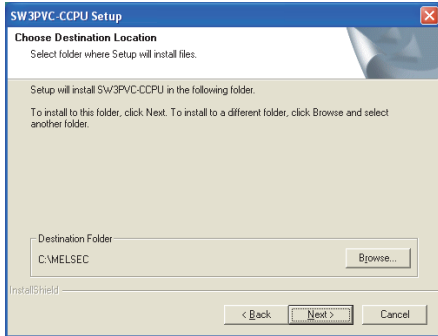 SW3PVC-CCPU Setup
Choose Destination Location
Select folder where Setup will install files.
Setup will install SW3PVC-CCPU in the following folder.
To install to this folder, click Next. To install to a different folder, click Browse and select
another folder.
Destination Folder
C:\MELSEC
Browse...
InstallShield
< Back
Next >
Cancel